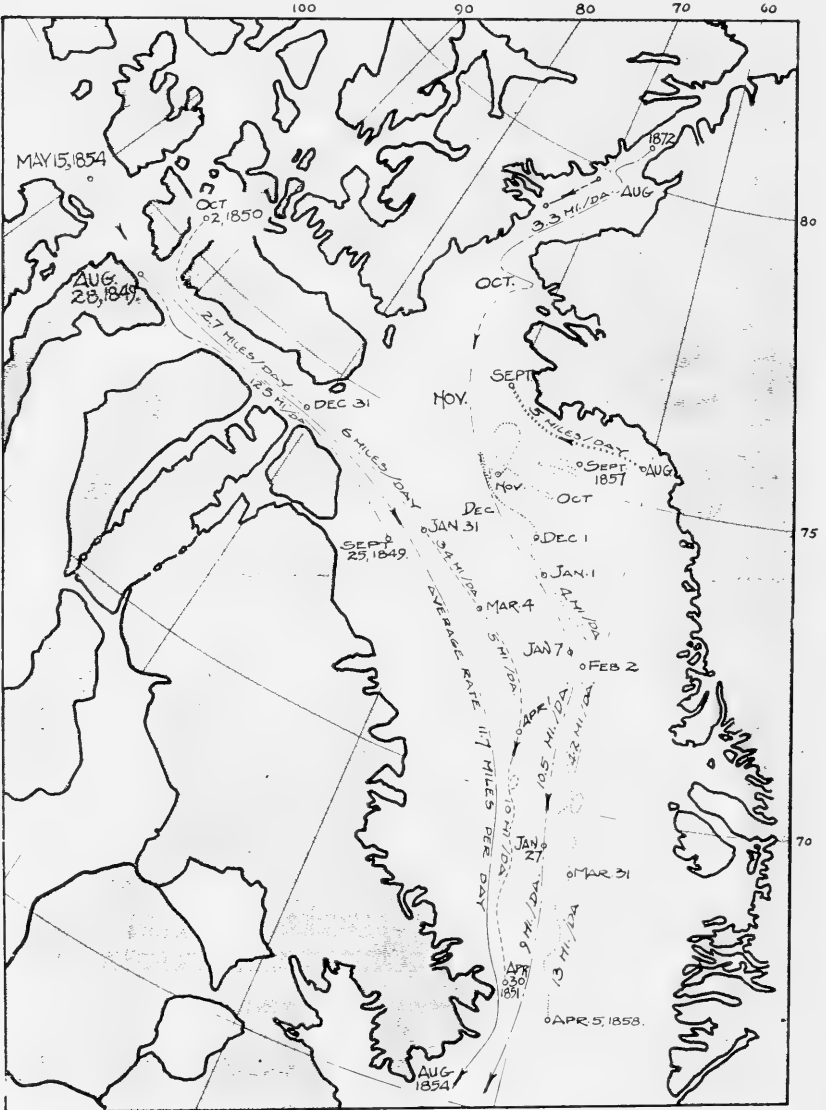 100
90
80
70
60
1872
MAY 15, 1854
OCT
2, 1850
AUG
3.3 MI./DA.
80
AUG.
28, 1849.
OCT.
2.7 MILES/DAY
12.5 MI/DA
DEC 31
SEPT.
NOV.
5 MILES/DAY
6 MILES/DAY
SEPT
1857
AUG.
NOV
OCT
DEC
JAN 31
DEC 1
75
SEPT
25, 1849.
3.4 MI/DA
JAN.1
MAR.4
4 MI/DA
AVERAGE RATE 11.7 MILES PER DAY
5 MI/DA
JAN 7
FEB 2
APR 1
10.5 MI./DA
4.2 MI./DA
10 MI/DA
JAN
27
70
MAR. 31
9 MI./DA
13 MI./DA
APR
30
1851
APR. 5, 1858.
AUG
1854